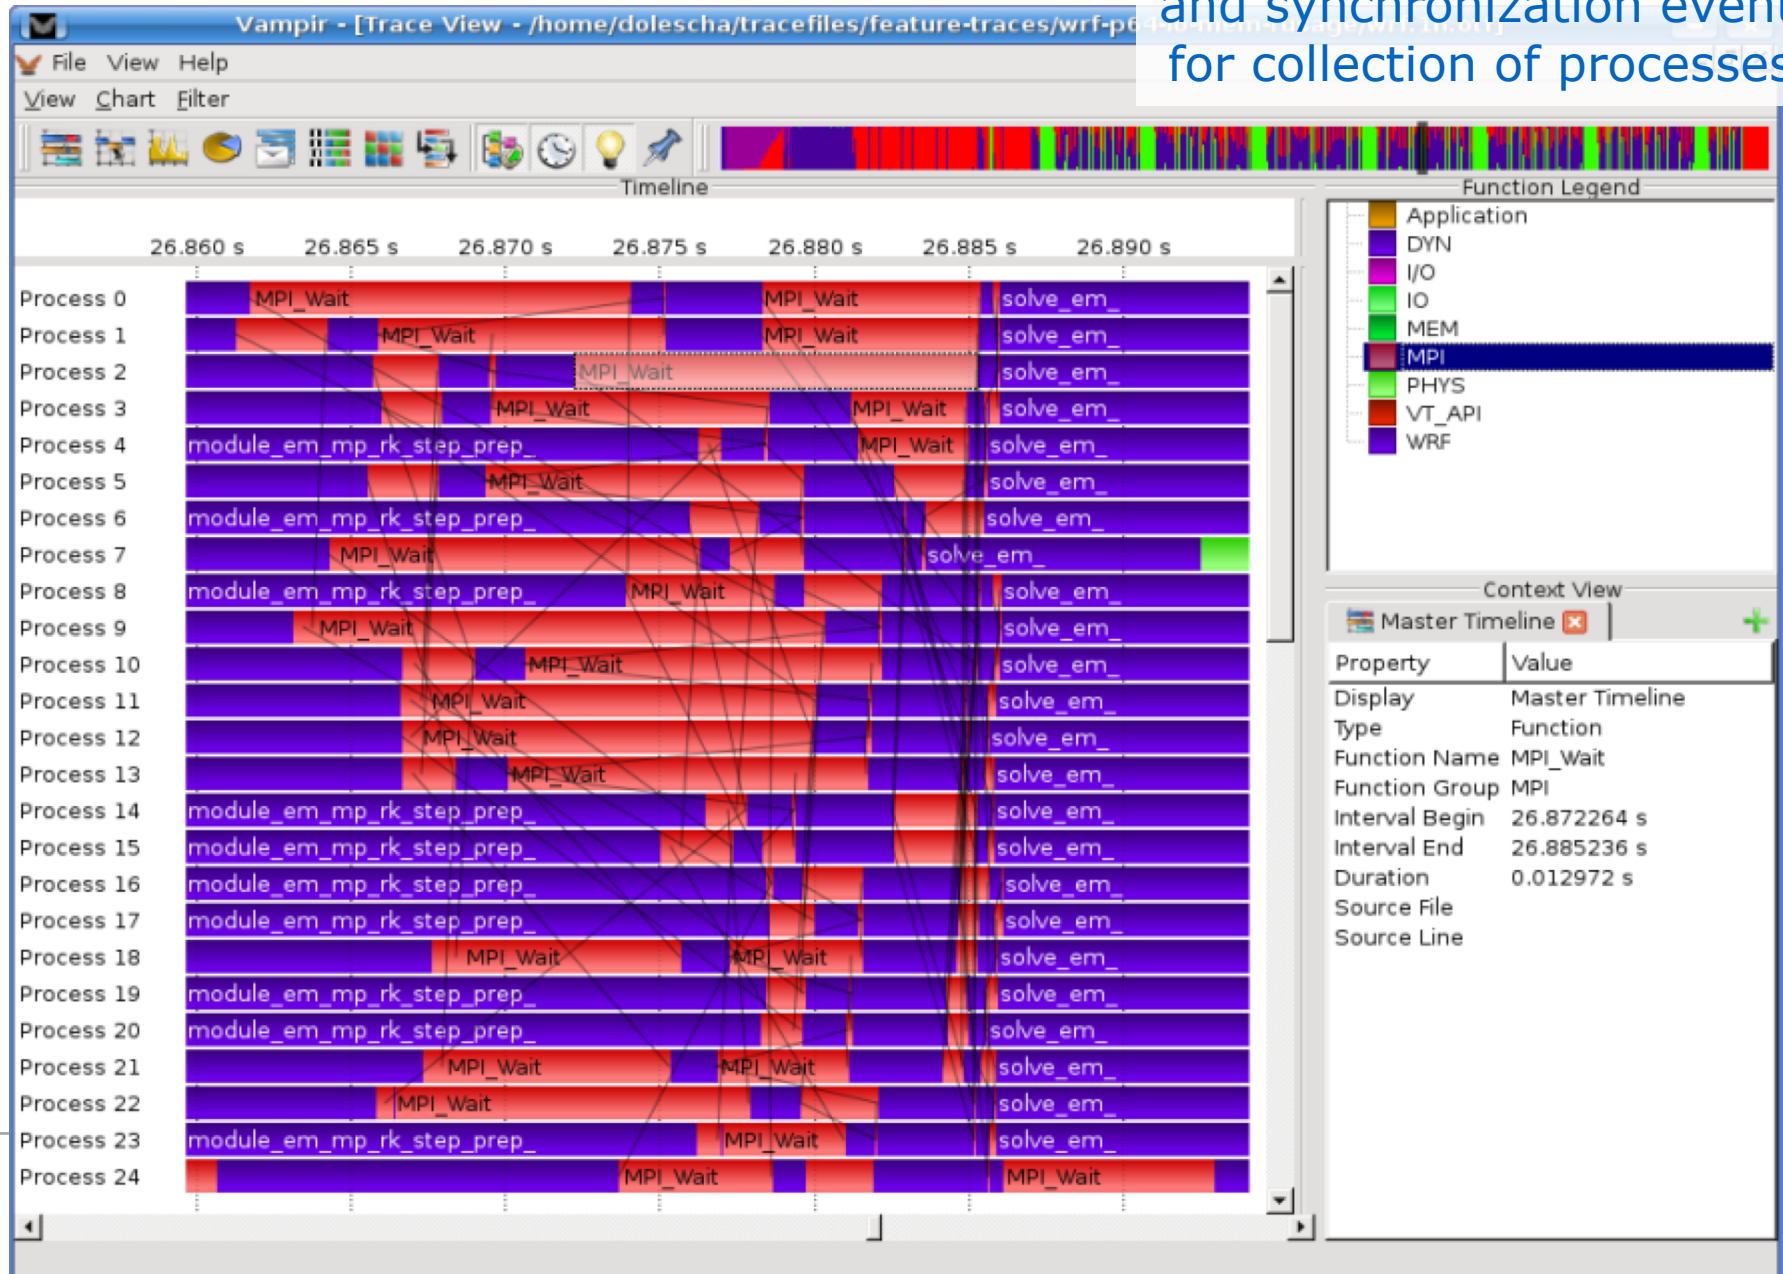 and synchronization event
for collection of processes
Vampir - [Trace View - /home/dolescha/tracefiles/feature-traces/wrf-p64-io-mem-rusage/wrf.1h.otf]
File View Help
View Chart Filter
Timeline
26.860 s 26.865 s 26.870 s 26.875 s 26.880 s 26.885 s 26.890 s
Process 0 MPI_Wait MPI_Wait solve_em_
Process 1 MPI_Wait MPI_Wait solve_em_
Process 2 MPI_Wait solve_em_
Process 3 MPI_Wait MPI_Wait solve_em_
Process 4 module_em_mp_rk_step_prep_ MPI_Wait solve_em_
Process 5 MPI_Wait solve_em_
Process 6 module_em_mp_rk_step_prep_ solve_em_
Process 7 MPI_Wait solve_em_
Process 8 module_em_mp_rk_step_prep_ MPI_Wait solve_em_
Process 9 MPI_Wait solve_em_
Process 10 MPI_Wait solve_em_
Process 11 MPI_Wait solve_em_
Process 12 MPI_Wait solve_em_
Process 13 MPI_Wait solve_em_
Process 14 module_em_mp_rk_step_prep_ solve_em_
Process 15 module_em_mp_rk_step_prep_ solve_em_
Process 16 module_em_mp_rk_step_prep_ solve_em_
Process 17 module_em_mp_rk_step_prep_ solve_em_
Process 18 MPI_Wait MPI_Wait solve_em_
Process 19 module_em_mp_rk_step_prep_ solve_em_
Process 20 module_em_mp_rk_step_prep_ solve_em_
Process 21 MPI_Wait MPI_Wait solve_em_
Process 22 MPI_Wait solve_em_
Process 23 module_em_mp_rk_step_prep_ MPI_Wait solve_em_
Process 24 MPI_Wait MPI_Wait
Function Legend
Application
DYN
I/O
IO
MEM
MPI
PHYS
VT_API
WRF
Context View
Master Timeline
Property Value
Display Master Timeline
Type Function
Function Name MPI_Wait
Function Group MPI
Interval Begin 26.872264 s
Interval End 26.885236 s
Duration 0.012972 s
Source File
Source Line